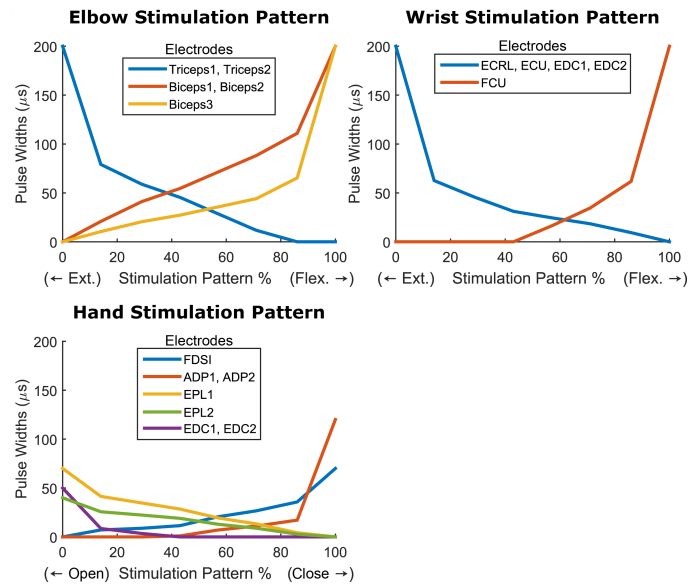 Elbow Stimulation Pattern
Electrodes
Triceps1, Triceps2
Biceps1, Biceps2
Biceps3
Pulse Widths (μs)
200
150
100
50
0
0 20 40 60 80 100
(← Ext.) Stimulation Pattern % (Flex. →)
Wrist Stimulation Pattern
Electrodes
ECRL, ECU, EDC1, EDC2
FCU
Pulse Widths (μs)
200
150
100
50
0
0 20 40 60 80 100
(← Ext.) Stimulation Pattern % (Flex. →)
Hand Stimulation Pattern
Electrodes
FDSI
ADP1, ADP2
EPL1
EPL2
EDC1, EDC2
Pulse Widths (μs)
200
150
100
50
0
0 20 40 60 80 100
(← Open) Stimulation Pattern % (Close →)